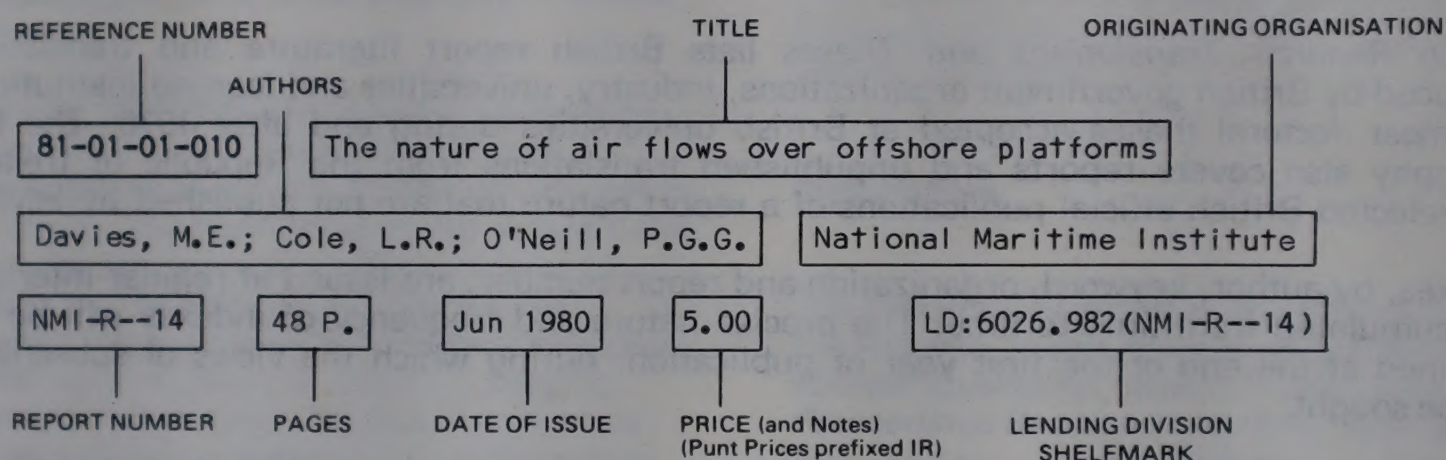 REFERENCE NUMBER TITLE ORIGINATING ORGANISATION
AUTHORS
81-01-01-010 The nature of air flows over offshore platforms
Davies, M.E.; Cole, L.R.; O'Neill, P.G.G. National Maritime Institute
NMI-R--14 48 P. Jun 1980 5.00 LD:6026.982(NMI-R--14)
REPORT NUMBER PAGES DATE OF ISSUE PRICE (and Notes) LENDING DIVISION
(Punt Prices prefixed IR) SHELFMARK